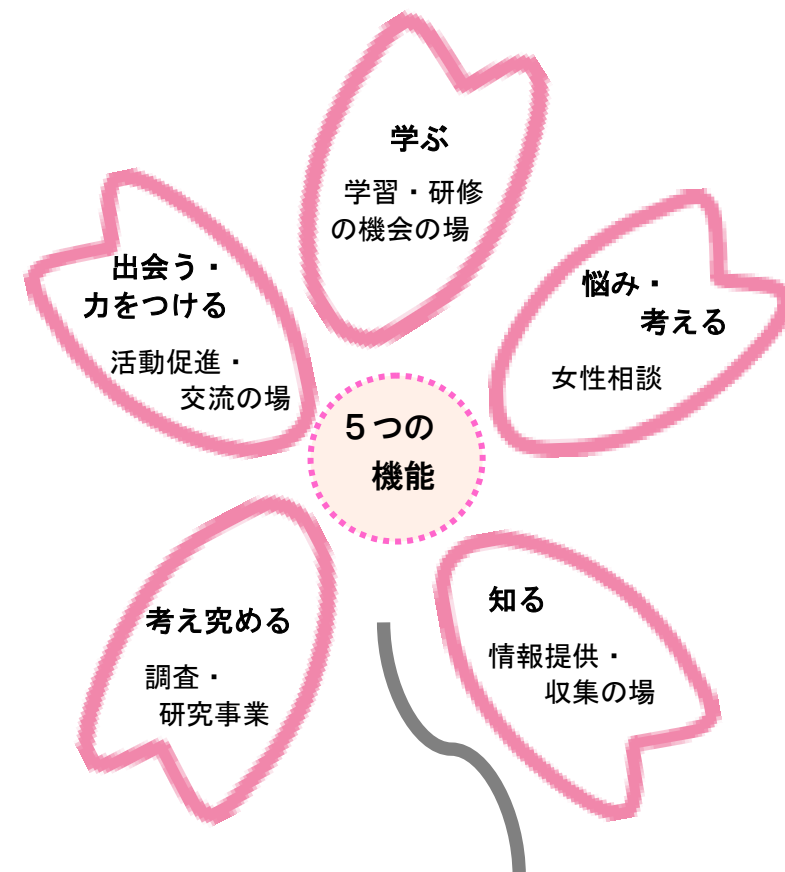 学ぶ
学習・研修
の機会の場
悩み・
考える
女性相談
知る
情報提供・
収集の場
考え究める
調査・
研究事業
出会う・
力をつける
活動促進・
交流の場
５つの
機能